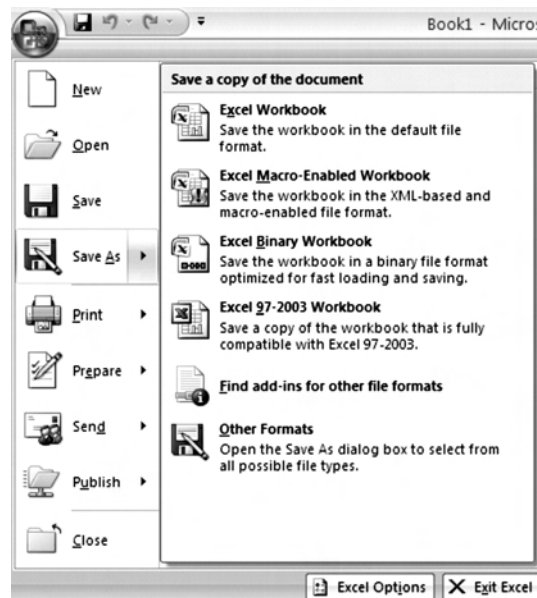 Book1 - Micros
New
Open
Save
Save As
Print
Prepare
Send
Publish
Close
Save a copy of the document
Excel Workbook
Save the workbook in the default file
format.
Excel Macro-Enabled Workbook
Save the workbook in the XML-based and
macro-enabled file format.
Excel Binary Workbook
Save the workbook in a binary file format
optimized for fast loading and saving.
Excel 97-2003 Workbook
Save a copy of the workbook that is fully
compatible with Excel 97-2003.
Find add-ins for other file formats
Other Formats
Open the Save As dialog box to select from
all possible file types.
Excel Options
Exit Excel